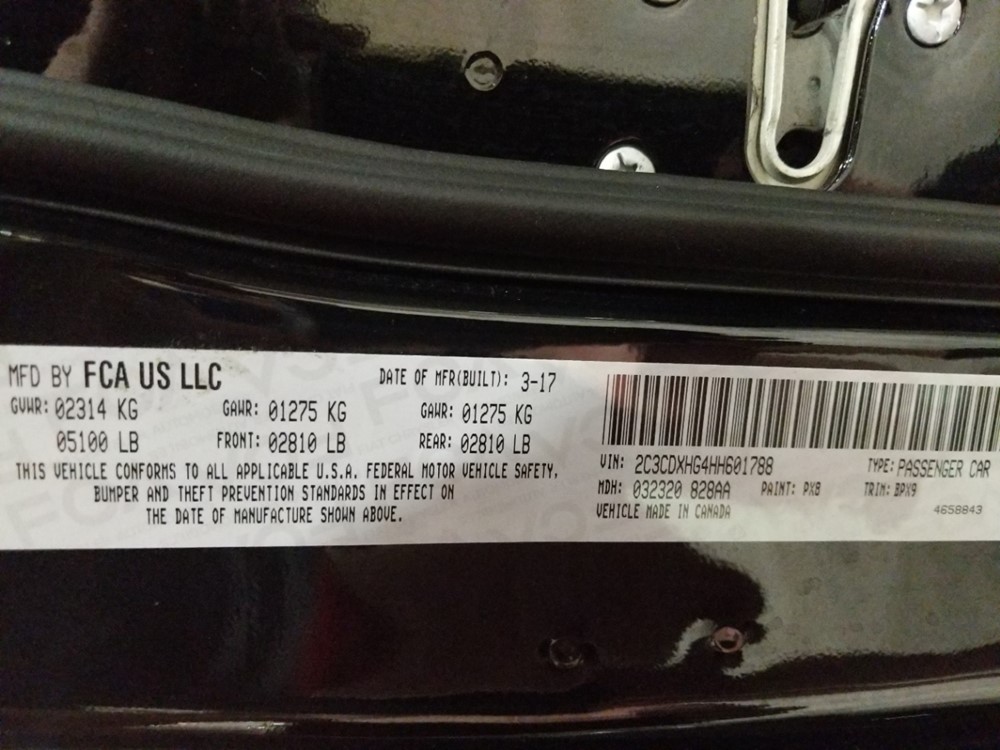 MFD BY FCA US LLC DATE OF MFR(BUILT): 3-17
GVWR: 02314 KG GAWR: 01275 KG GAWR: 01275 KG
05100 LB FRONT: 02810 LB REAR: 02810 LB
THIS VEHICLE CONFORMS TO ALL APPLICABLE U.S.A. FEDERAL MOTOR VEHICLE SAFETY,
BUMPER AND THEFT PREVENTION STANDARDS IN EFFECT ON
THE DATE OF MANUFACTURE SHOWN ABOVE.
VIN: 2C3CDXHG4HH601788 TYPE: PASSENGER CAR
MDH: 032320 828AA PAINT: PX8 TRIM: BPX9
VEHICLE MADE IN CANADA 4658843